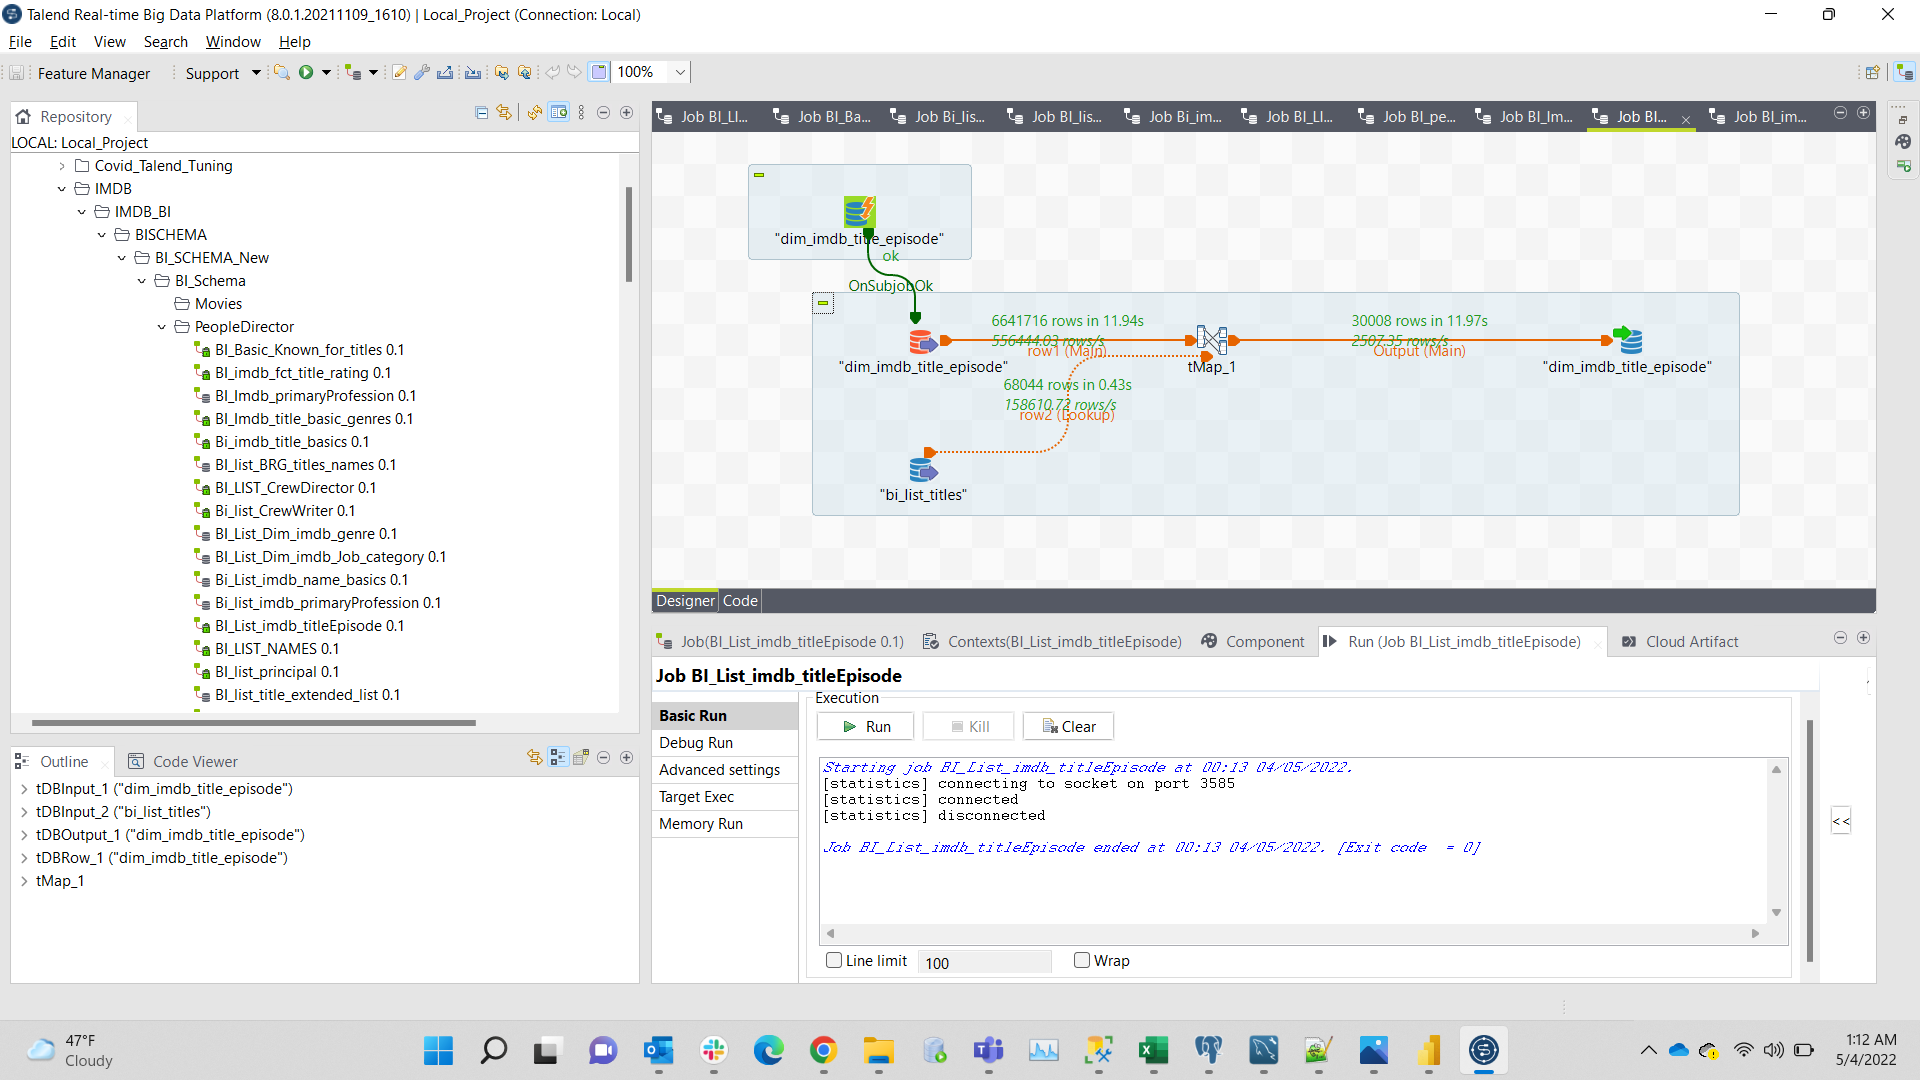 Talend Real-time Big Data Platform (8.0.1.20211109_1610) | Local_Project (Connection: Local)
File Edit View Search Window Help
Feature Manager Support 100%
Repository
LOCAL: Local_Project
Covid_Talend_Tuning
IMDB
IMDB_BI
BISCHEMA
BI_SCHEMA_New
BI_Schema
Movies
PeopleDirector
BI_Basic_Known_for_titles 0.1
BI_imdb_fct_title_rating 0.1
BI_Imdb_primaryProfession 0.1
BI_Imdb_title_basic_genres 0.1
Bi_imdb_title_basics 0.1
BI_list_BRG_titles_names 0.1
BI_LIST_CrewDirector 0.1
Bi_list_CrewWriter 0.1
BI_List_Dim_imdb_genre 0.1
BI_List_Dim_imdb_Job_category 0.1
Bi_List_imdb_name_basics 0.1
Bi_list_imdb_primaryProfession 0.1
BI_List_imdb_titleEpisode 0.1
BI_LIST_NAMES 0.1
BI_list_principal 0.1
BI_list_title_extended_list 0.1
Outline Code Viewer
tDBInput_1 ("dim_imdb_title_episode")
tDBInput_2 ("bi_list_titles")
tDBOutput_1 ("dim_imdb_title_episode")
tDBRow_1 ("dim_imdb_title_episode")
tMap_1
Job BI_LI... Job BI_Ba... Job Bi_lis... Job BI_lis... Job Bi_im... Job BI_LI... Job BI_pe... Job BI_Im... Job BI... Job BI_im...
"dim_imdb_title_episode"
ok
OnSubjobOk
6641716 rows in 11.94s
556444.03 rows/s
row1 (Main)
30008 rows in 11.97s
2507.35 rows/s
Output (Main)
"dim_imdb_title_episode" tMap_1 "dim_imdb_title_episode"
68044 rows in 0.43s
158610.72 rows/s
row2 (Lookup)
"bi_list_titles"
Designer Code
Job(BI_List_imdb_titleEpisode 0.1) Contexts(BI_List_imdb_titleEpisode) Component Run (Job BI_List_imdb_titleEpisode) Cloud Artifact
Job BI_List_imdb_titleEpisode
Basic Run
Debug Run
Advanced settings
Target Exec
Memory Run
Execution
Run Kill Clear
Starting job BI_List_imdb_titleEpisode at 00:13 04/05/2022.
[statistics] connecting to socket on port 3585
[statistics] connected
[statistics] disconnected
Job BI_List_imdb_titleEpisode ended at 00:13 04/05/2022. [Exit code  = 0]
<<
Line limit 100 Wrap
47°F
Cloudy
1:12 AM
5/4/2022